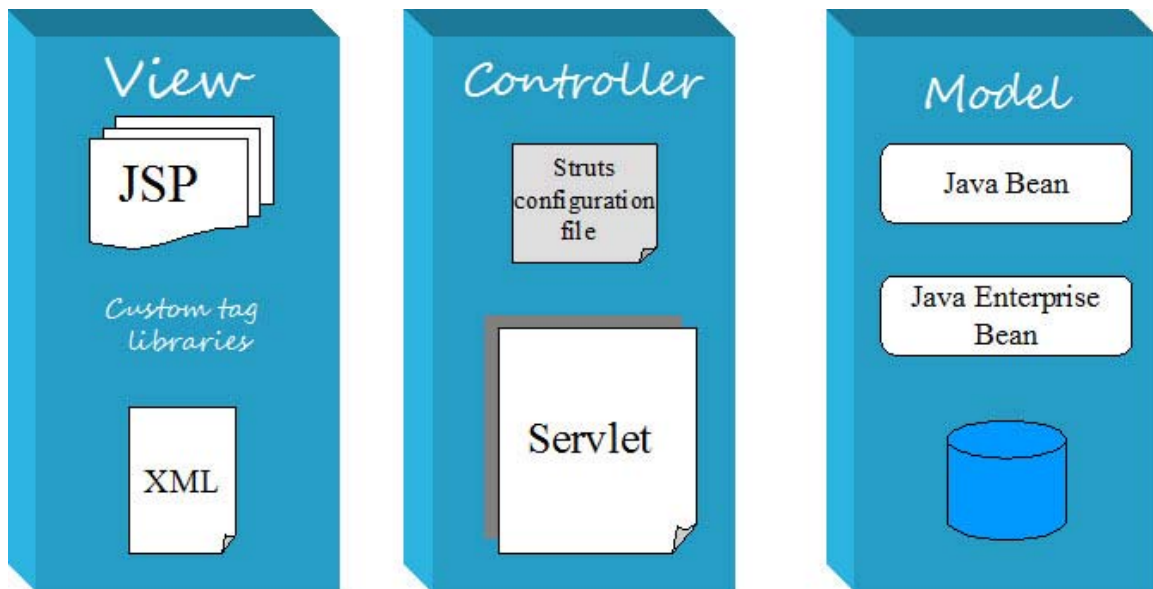 View
JSP
Custom tag
libraries
XML
Controller
Struts
configuration
file
Servlet
Model
Java Bean
Java Enterprise
Bean